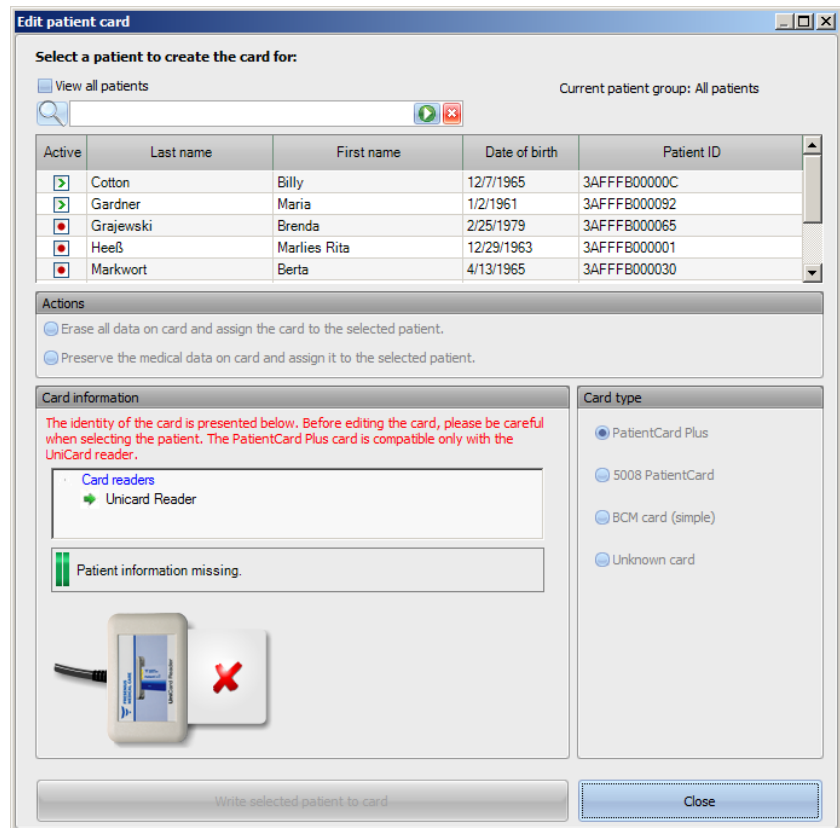 Edit patient card
Select a patient to create the card for:
View all patients
Current patient group: All patients
Active Last name First name Date of birth Patient ID
Cotton Billy 12/7/1965 3AFFFB00000C
Gardner Maria 1/2/1961 3AFFFB000092
Grajewski Brenda 2/25/1979 3AFFFB000065
Heeß Marlies Rita 12/29/1963 3AFFFB000001
Markwort Berta 4/13/1965 3AFFFB000030
Actions
Erase all data on card and assign the card to the selected patient.
Preserve the medical data on card and assign it to the selected patient.
Card information
The identity of the card is presented below. Before editing the card, please be careful
when selecting the patient. The PatientCard Plus card is compatible only with the
UniCard reader.
Card readers
Unicard Reader
Patient information missing.
FRESENIUS
MEDICAL CARE
UniCard Reader
Card type
PatientCard Plus
5008 PatientCard
BCM card (simple)
Unknown card
Write selected patient to card
Close